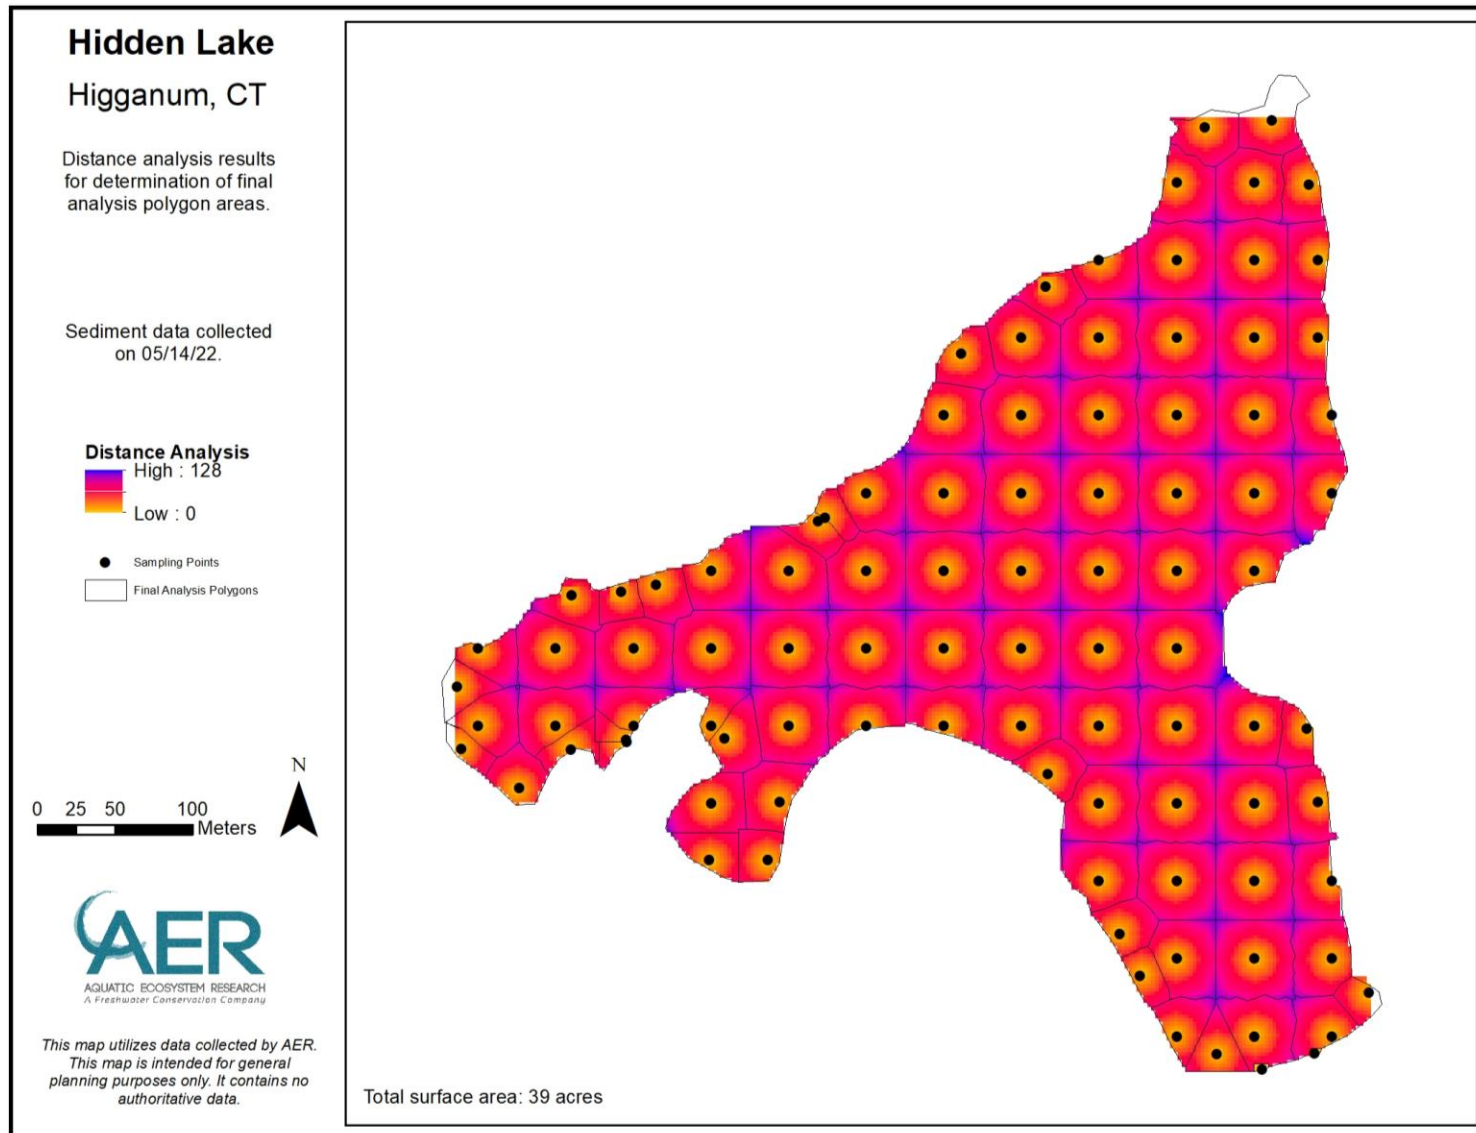 Hidden Lake
Higganum, CT
Distance analysis results
for determination of final
analysis polygon areas.
Sediment data collected
on 05/14/22.
Distance Analysis
High : 128
Low : 0
Sampling Points
Final Analysis Polygons
N
0 25 50 100
Meters
AER
AQUATIC ECOSYSTEM RESEARCH
A Freshwater Conservation Company
This map utilizes data collected by AER.
This map is intended for general
planning purposes only. It contains no
authoritative data.
Total surface area: 39 acres